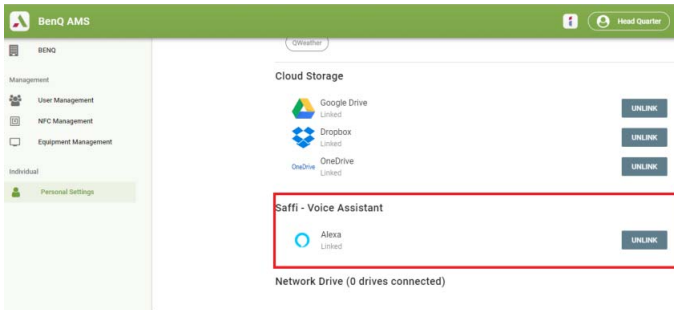 BenQ AMS
Head Quarter
BENQ
Management
User Management
NFC Management
Equipment Management
Individual
Personal Settings
QWeather
Cloud Storage
Google Drive
Linked
UNLINK
Dropbox
Linked
UNLINK
OneDrive
OneDrive
Linked
UNLINK
Saffi - Voice Assistant
Alexa
Linked
UNLINK
Network Drive (0 drives connected)